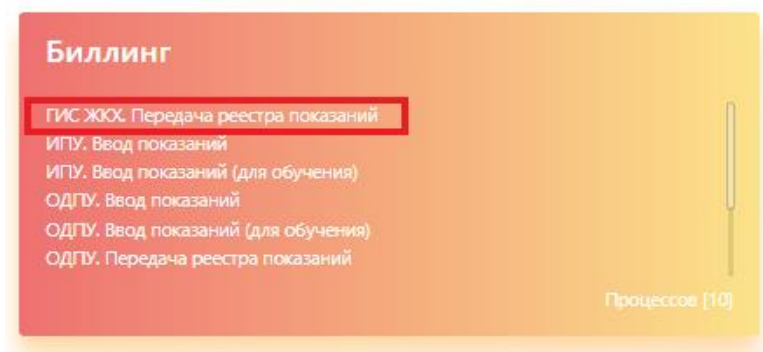 Биллинг
ГИС ЖКХ. Передача реестра показаний
ИПУ. Ввод показаний
ИПУ. Ввод показаний (для обучения)
ОДПУ. Ввод показаний
ОДПУ. Ввод показаний (для обучения)
ОДПУ. Передача реестра показаний
Процессов [10]